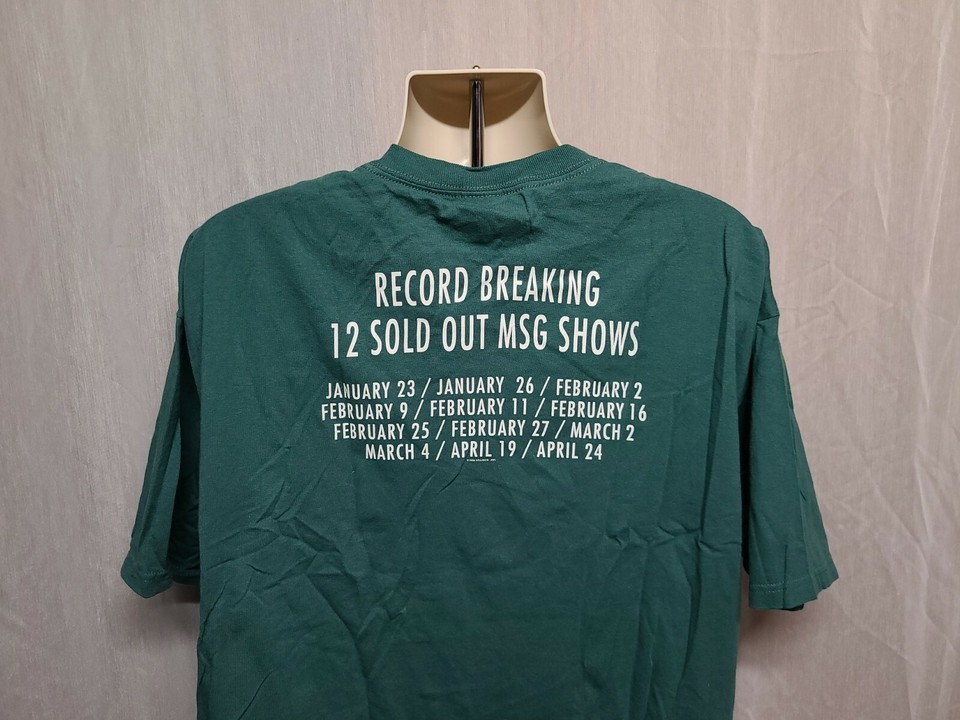 RECORD BREAKING
12 SOLD OUT MSG SHOWS
JANUARY 23 / JANUARY 26 / FEBRUARY 2
FEBRUARY 9 / FEBRUARY 11 / FEBRUARY 16
FEBRUARY 25 / FEBRUARY 27 / MARCH 2
MARCH 4 / APRIL 19 / APRIL 24